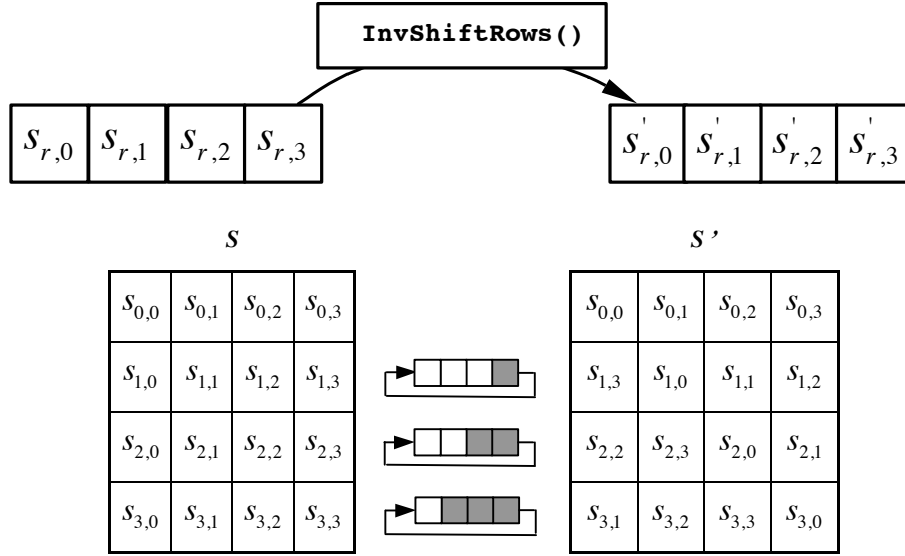 InvShiftRows()
s_{r,0} s_{r,1} s_{r,2} s_{r,3} s'_{r,0} s'_{r,1} s'_{r,2} s'_{r,3}
S S'
s_{0,0} s_{0,1} s_{0,2} s_{0,3} s_{0,0} s_{0,1} s_{0,2} s_{0,3}
s_{1,0} s_{1,1} s_{1,2} s_{1,3} s_{1,3} s_{1,0} s_{1,1} s_{1,2}
s_{2,0} s_{2,1} s_{2,2} s_{2,3} s_{2,2} s_{2,3} s_{2,0} s_{2,1}
s_{3,0} s_{3,1} s_{3,2} s_{3,3} s_{3,1} s_{3,2} s_{3,3} s_{3,0}